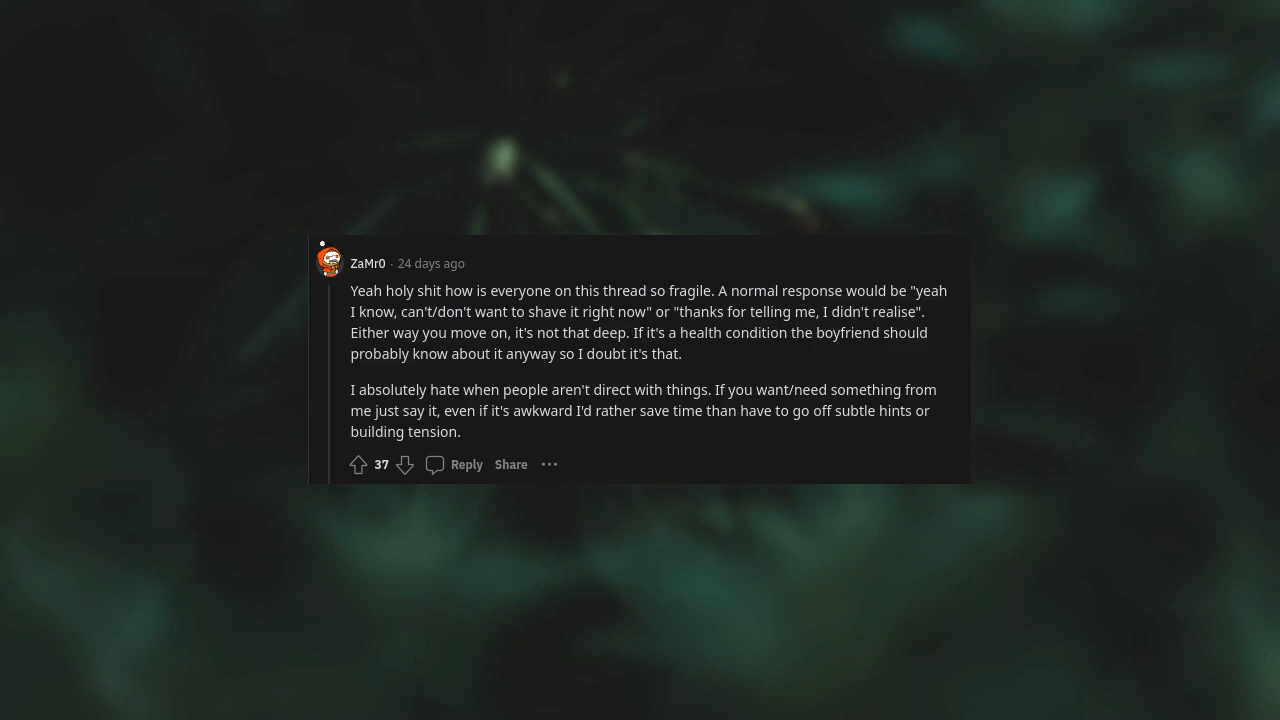 ZaMr0 · 24 days ago
Yeah holy shit how is everyone on this thread so fragile. A normal response would be "yeah
I know, can't/don't want to shave it right now" or "thanks for telling me, I didn't realise".
Either way you move on, it's not that deep. If it's a health condition the boyfriend should
probably know about it anyway so I doubt it's that.
I absolutely hate when people aren't direct with things. If you want/need something from
me just say it, even if it's awkward I'd rather save time than have to go off subtle hints or
building tension.
37 Reply Share ···